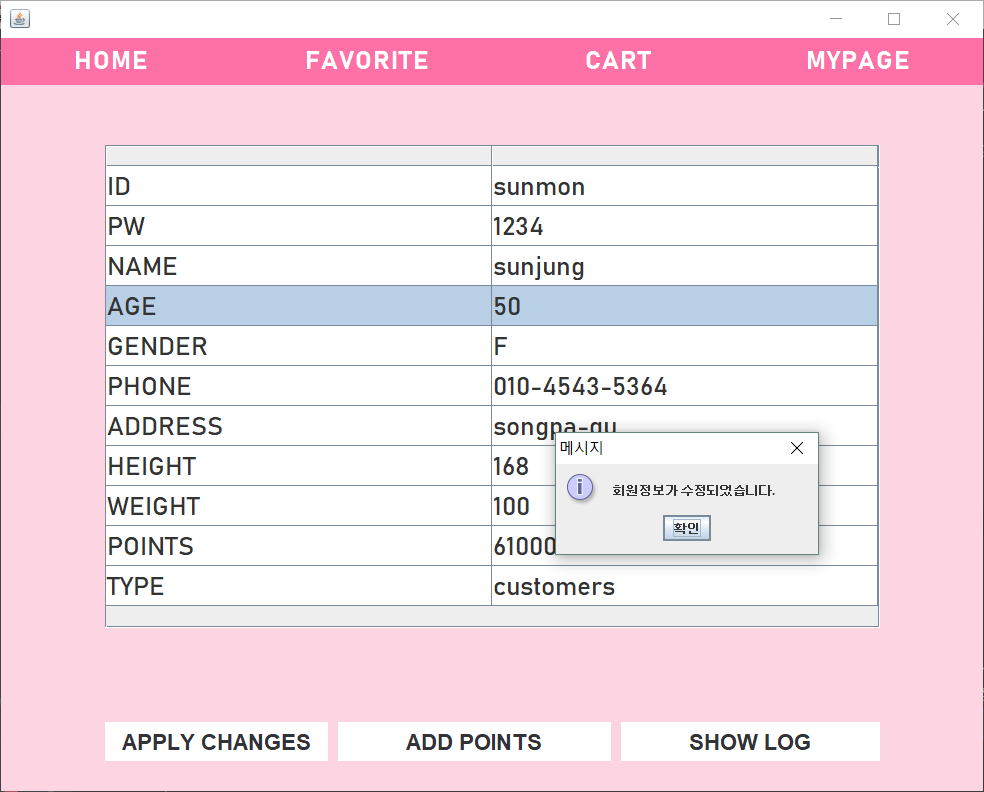 HOME FAVORITE CART MYPAGE
ID sunmon
PW 1234
NAME sunjung
AGE 50
GENDER F
PHONE 010-4543-5364
ADDRESS songpa-gu
메시지
HEIGHT 168
회원정보가 수정되었습니다.
WEIGHT 100
확인
POINTS 61000
TYPE customers
APPLY CHANGES ADD POINTS SHOW LOG